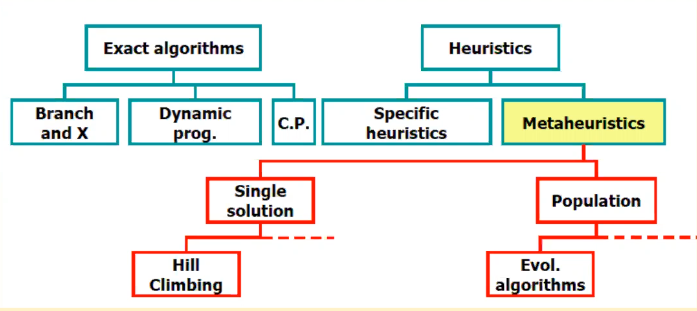 Exact algorithms
Heuristics
Branch
and X
Dynamic
prog.
C.P.
Specific
heuristics
Metaheuristics
Single
solution
Population
Hill
Climbing
Evol.
algorithms